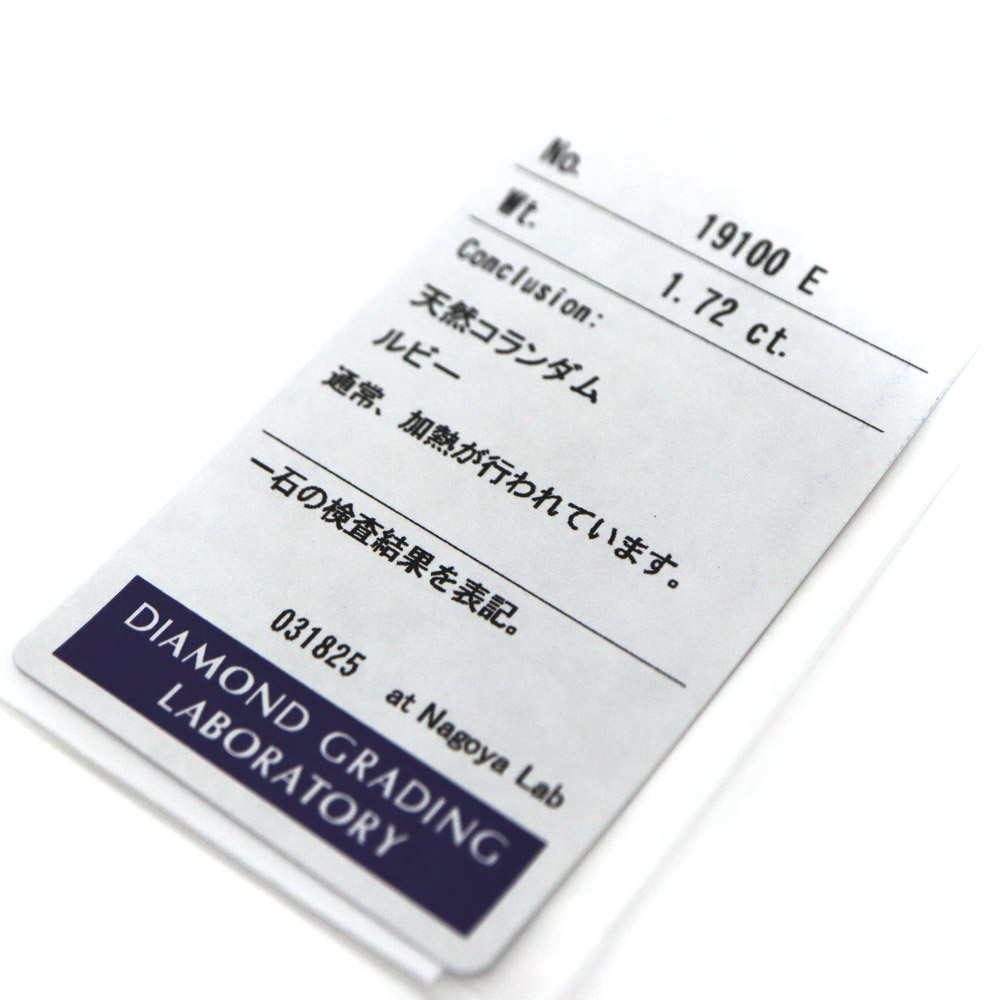 No. 19100 E
Wt. 1.72 ct.
Conclusion:
天然コランダム
ルビー
通常、加熱が行われています。
一石の検査結果を表記。
031825 at Nagoya Lab
DIAMOND GRADING
LABORATORY